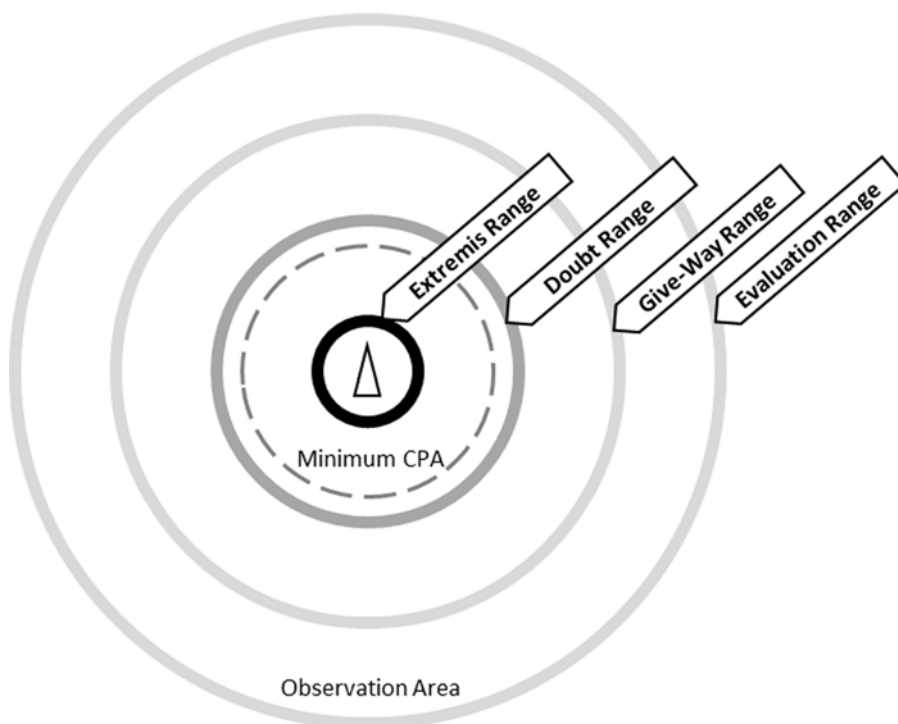 Extremis Range
Doubt Range
Give-Way Range
Evaluation Range
Minimum CPA
Observation Area